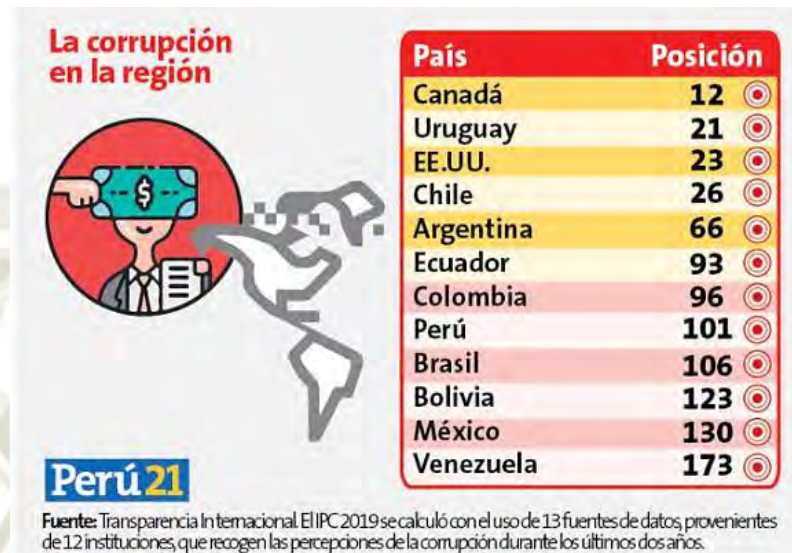 La corrupción
en la región
$
País Posición
Canadá 12
Uruguay 21
EE.UU. 23
Chile 26
Argentina 66
Ecuador 93
Colombia 96
Perú 101
Brasil 106
Bolivia 123
México 130
Venezuela 173
Perú21
Fuente: Transparencia Internacional. El IPC 2019 se calculó con el uso de 13 fuentes de datos, provenientes
de 12 instituciones, que recogen las percepciones de la corrupción durante los últimos dos años.